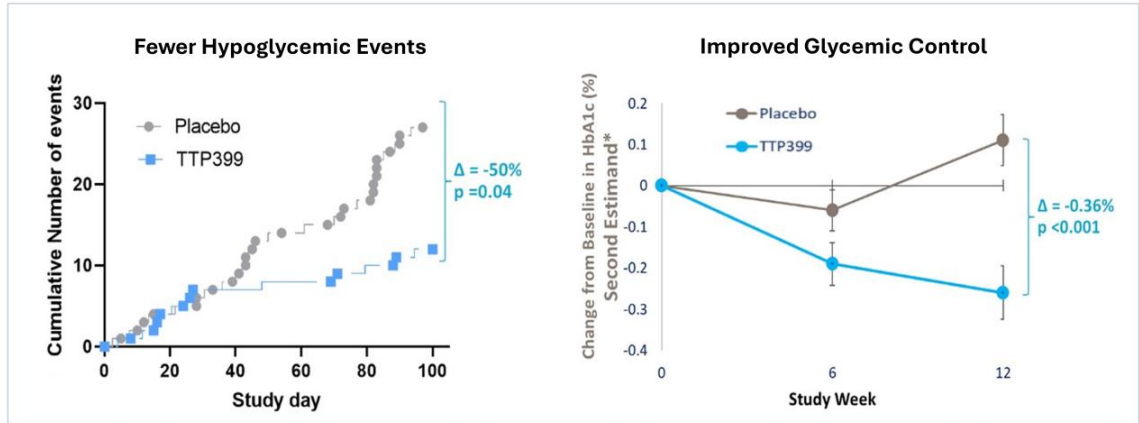 Fewer Hypoglycemic Events
Cumulative Number of events
30
20
10
0
Placebo
TTP399
Δ = -50%
p =0.04
0
20
40
60
80
100
Study day
Improved Glycemic Control
Change from Baseline in HbA1c (%)
Second Estimand*
0.2
0.1
0
-0.1
-0.2
-0.3
-0.4
Placebo
TTP399
Δ = -0.36%
p <0.001
0
6
12
Study Week